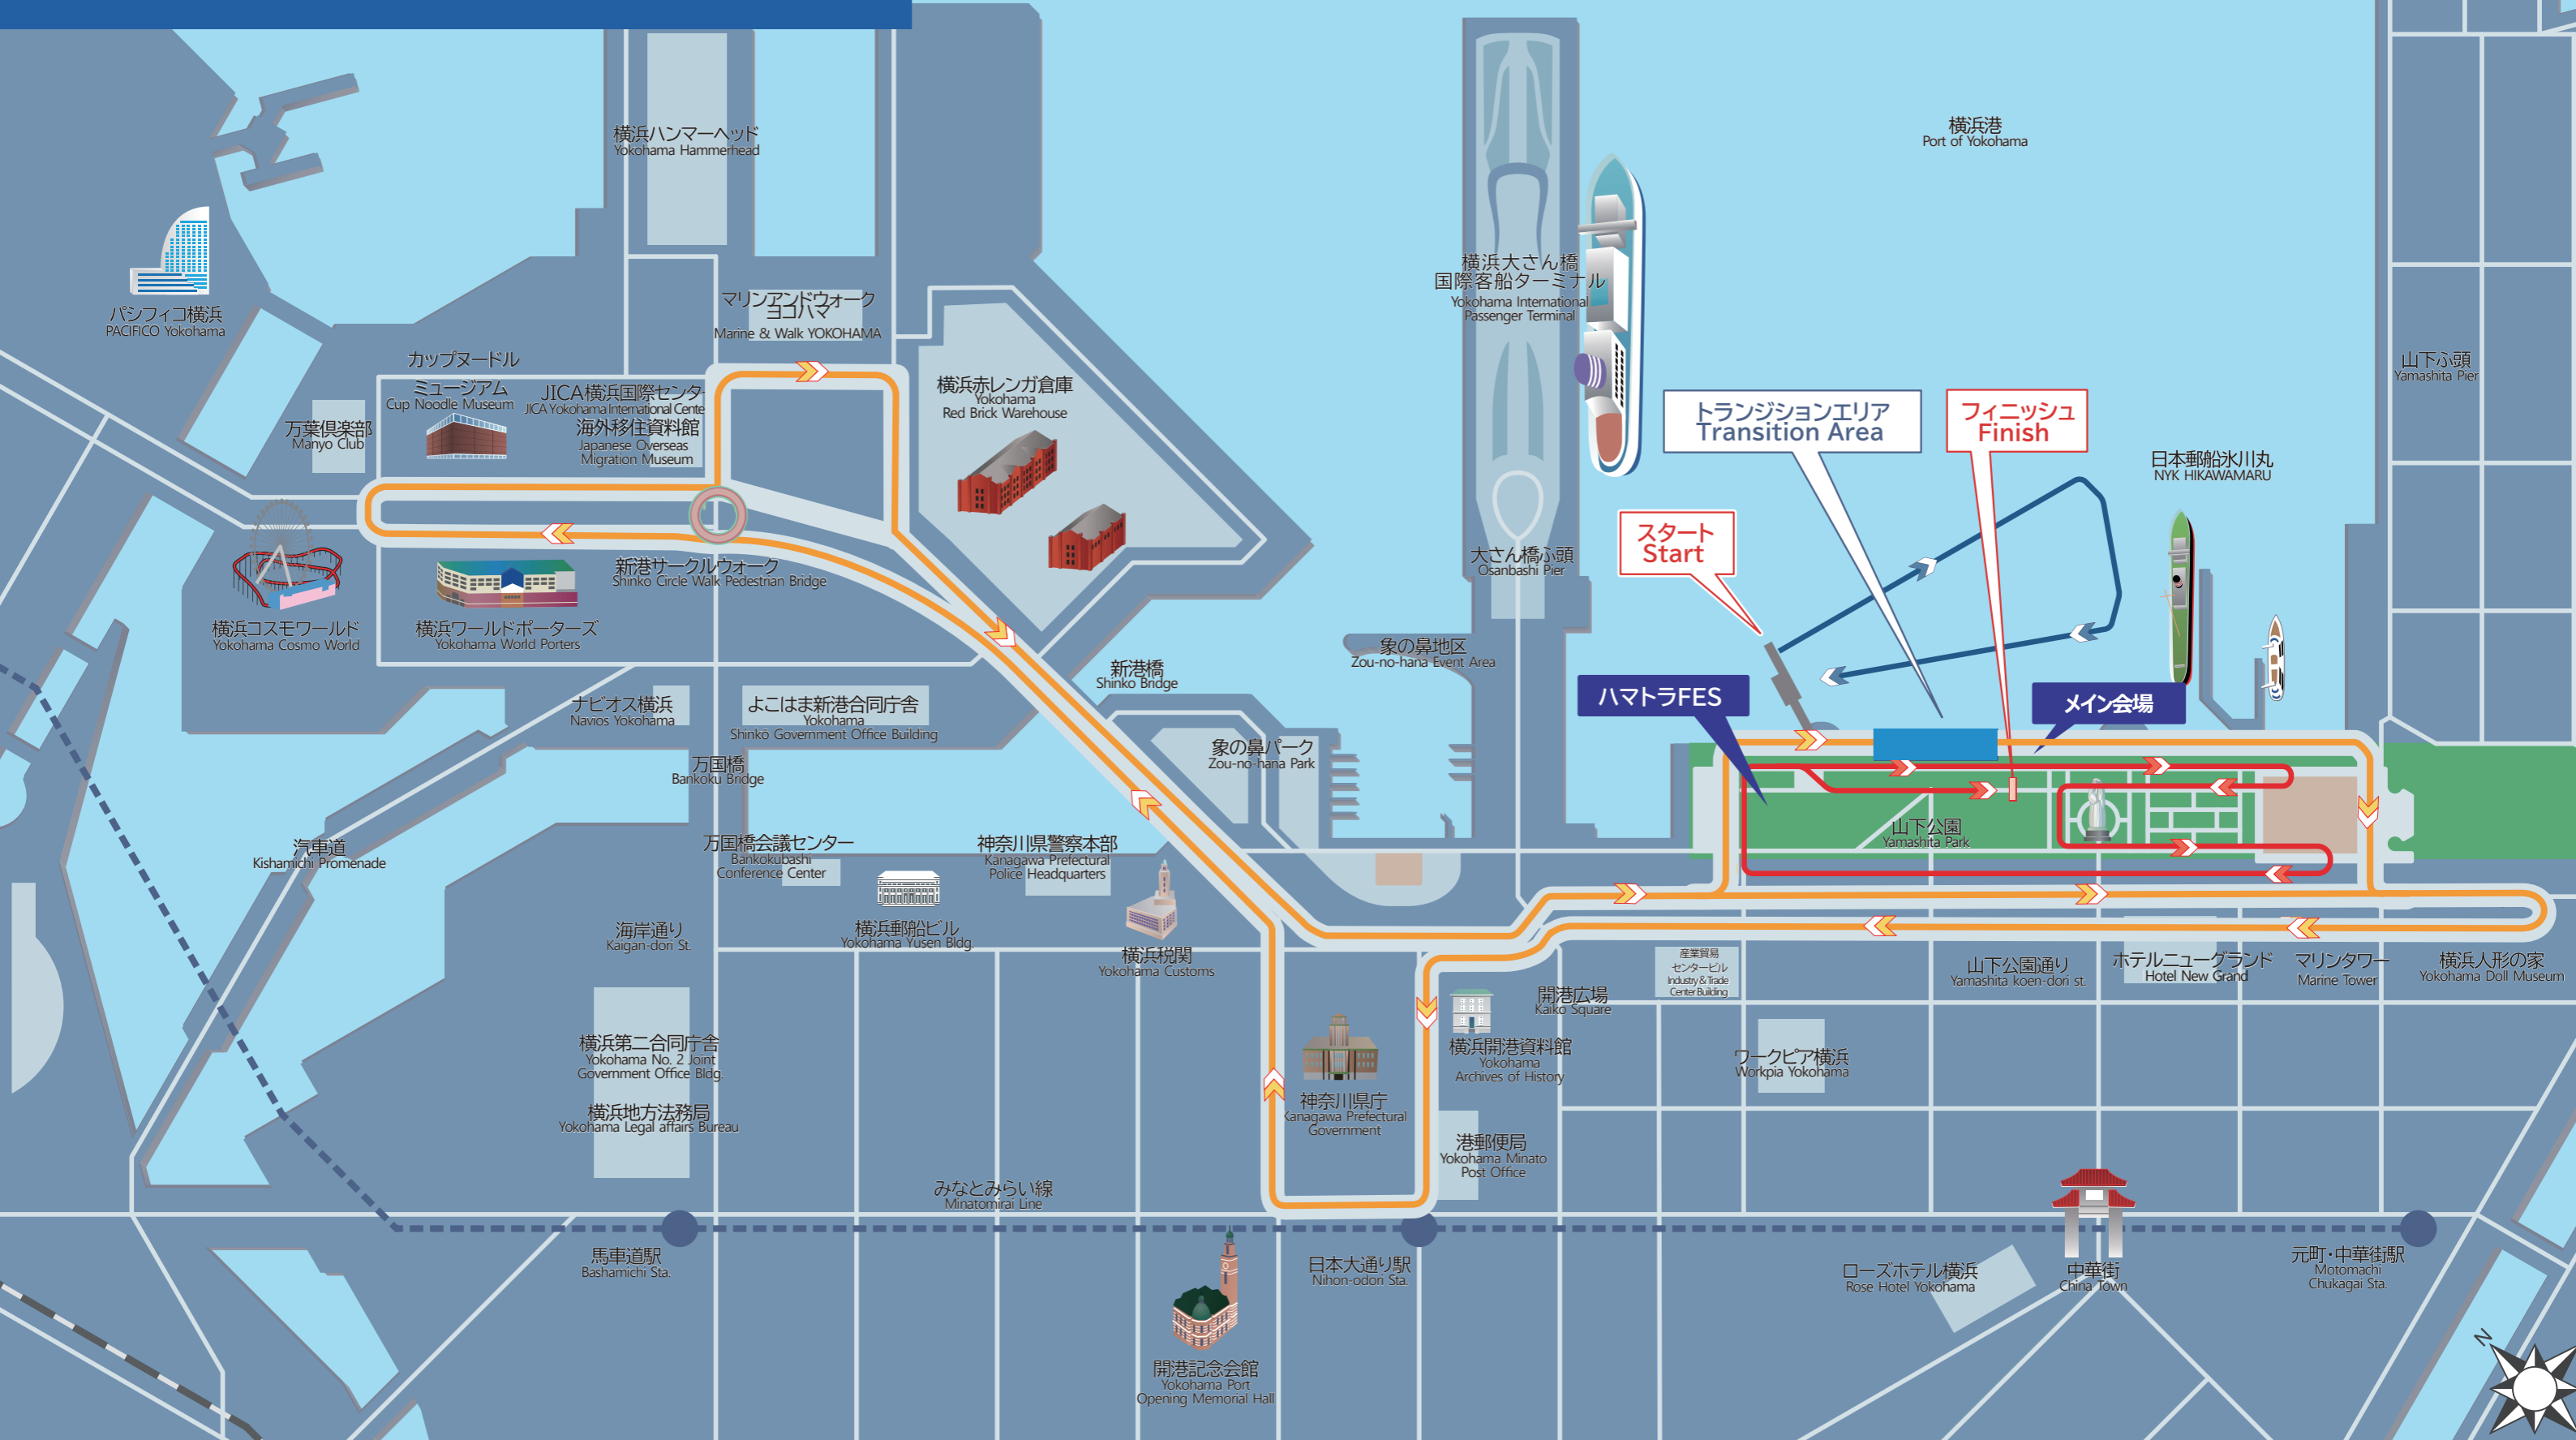 横浜ハンマーヘッド
Yokohama Hammerhead
横浜港
Port of Yokohama
パシフィコ横浜
PACIFICO Yokohama
マリンアンドウォーク
ヨコハマ
Marine & Walk YOKOHAMA
横浜大さん橋
国際客船ターミナル
Yokohama International
Passenger Terminal
カップヌードル
ミュージアム
Cup Noodle Museum
JICA横浜国際センタ
JICA Yokohama International Cente
海外移住資料館
Japanese Overseas
Migration Museum
万葉倶楽部
Manyo Club
横浜赤レンガ倉庫
Yokohama
Red Brick Warehouse
山下ふ頭
Yamashita Pier
トランジションエリア
Transition Area
フィニッシュ
Finish
日本郵船氷川丸
NYK HIKAWAMARU
スタート
Start
大さん橋ふ頭
Osanbashi Pier
新港サークルウォーク
Shinko Circle Walk Pedestrian Bridge
横浜コスモワールド
Yokohama Cosmo World
横浜ワールドポーターズ
Yokohama World Porters
象の鼻地区
Zou-no-hana Event Area
新港橋
Shinko Bridge
ハマトラFES
メイン会場
ナビオス横浜
Navios Yokohama
よこはま新港合同庁舎
Yokohama
Shinko Government Office Building
象の鼻パーク
Zou-no-hana Park
万国橋
Bankoku Bridge
汽車道
Kishamichi Promenade
万国橋会議センター
Bankokubashi
Conference Center
神奈川県警察本部
Kanagawa Prefectural
Police Headquarters
山下公園
Yamashita Park
海岸通り
Kaigan-dori St.
横浜郵船ビル
Yokohama Yusen Bldg.
横浜税関
Yokohama Customs
産業貿易
センタービル
Industry & Trade
Center Building
山下公園通り
Yamashita koen-dori st.
ホテルニューグランド
Hotel New Grand
マリンタワー
Marine Tower
横浜人形の家
Yokohama Doll Museum
開港広場
Kaiko Square
横浜第二合同庁舎
Yokohama No. 2 Joint
Government Office Bldg.
横浜開港資料館
Yokohama
Archives of History
ワークピア横浜
Workpia Yokohama
横浜地方法務局
Yokohama Legal affairs Bureau
神奈川県庁
Kanagawa Prefectural
Government
港郵便局
Yokohama Minato
Post Office
みなとみらい線
Minatomirai Line
馬車道駅
Bashamichi Sta.
日本大通り駅
Nihon-odori Sta.
ローズホテル横浜
Rose Hotel Yokohama
中華街
China Town
元町・中華街駅
Motomachi
Chukagai Sta.
開港記念会館
Yokohama Port
Opening Memorial Hall
N